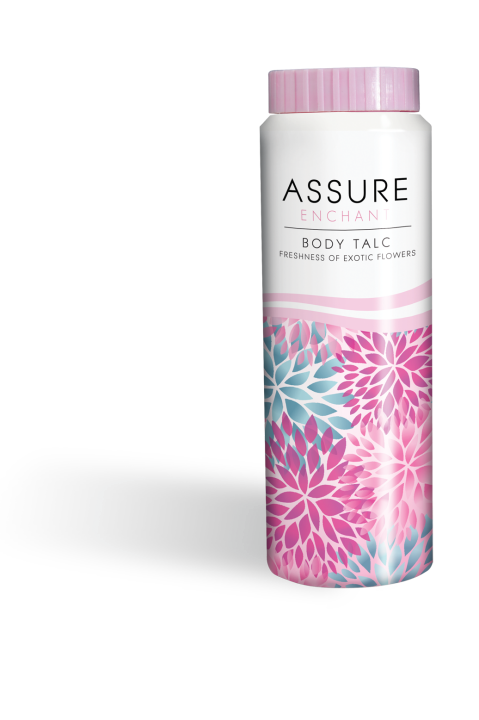 ASSURE
ENCHANT
BODY TALC
FRESHNESS OF EXOTIC FLOWERS